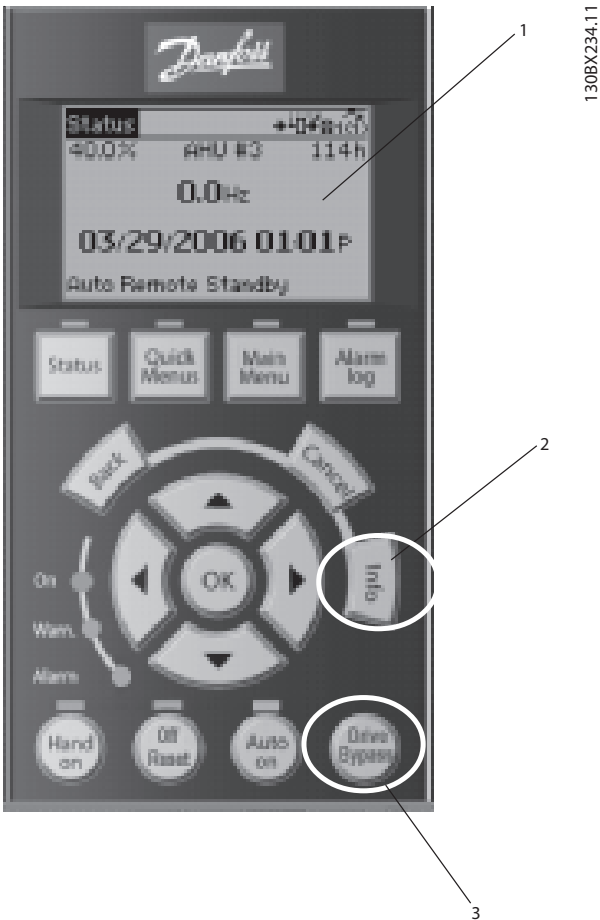 130BX234.11
1
Danfoss
Status
40.0% AHU #3 114h
0.0Hz
03/29/2006 01:01P
Auto Remote Standby
Status
Quick Menus
Main Menu
Alarm log
2
Back
Cancel
OK
Info
On
Warn.
Alarm
Hand on
Off Reset
Auto on
Drive Bypass
3